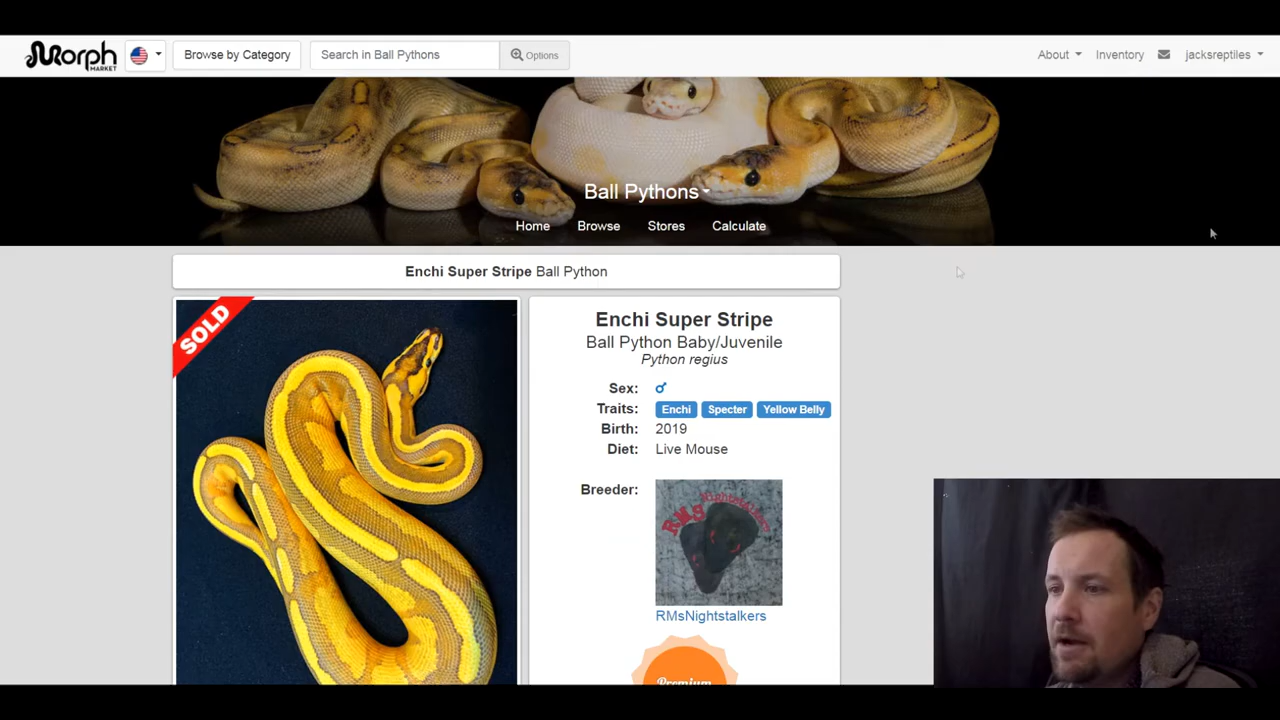 Morph MARKET Browse by Category Search in Ball Pythons Options About Inventory jacksreptiles
Ball Pythons
Home Browse Stores Calculate
Enchi Super Stripe Ball Python
SOLD
Enchi Super Stripe
Ball Python Baby/Juvenile
Python regius
Sex: ♂
Traits: Enchi Specter Yellow Belly
Birth: 2019
Diet: Live Mouse
Breeder:
RMs Nightstalkers
RMsNightstalkers
Premium